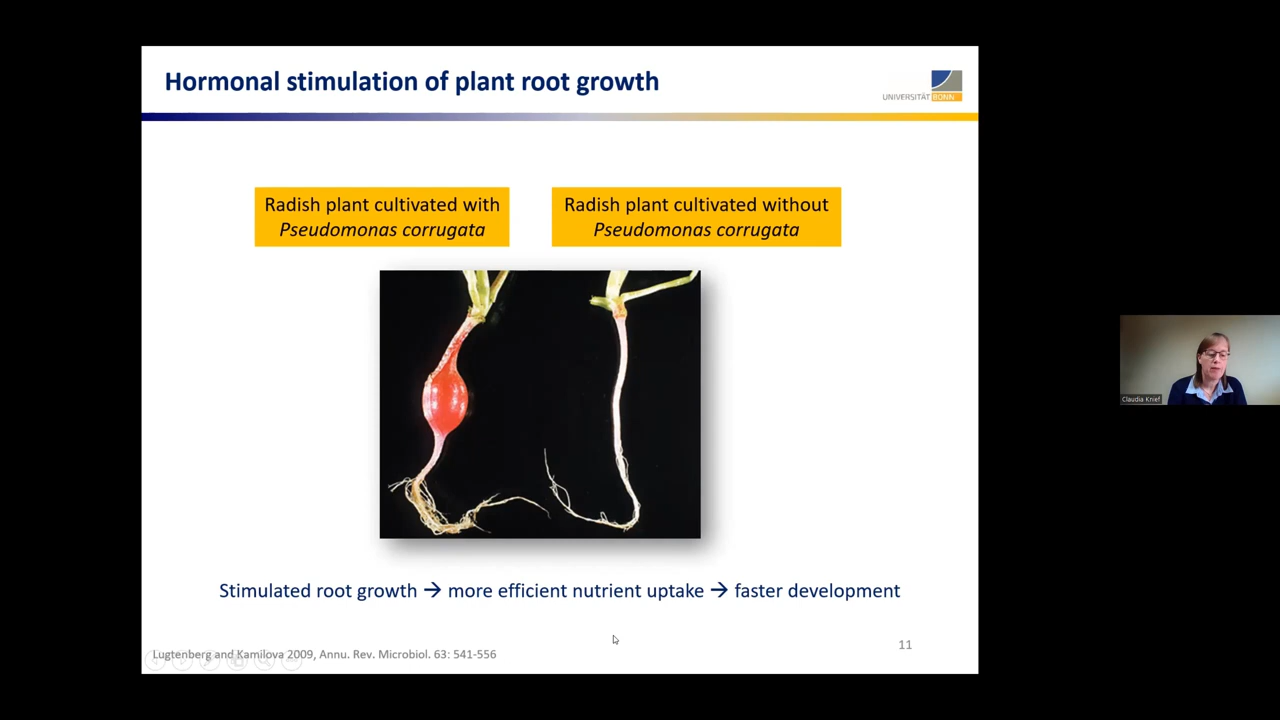 Hormonal stimulation of plant root growth
UNIVERSITÄT BONN
Radish plant cultivated with
Pseudomonas corrugata
Radish plant cultivated without
Pseudomonas corrugata
Stimulated root growth → more efficient nutrient uptake → faster development
Lugtenberg and Kamilova 2009, Annu. Rev. Microbiol. 63: 541-556
11
Claudia Knief